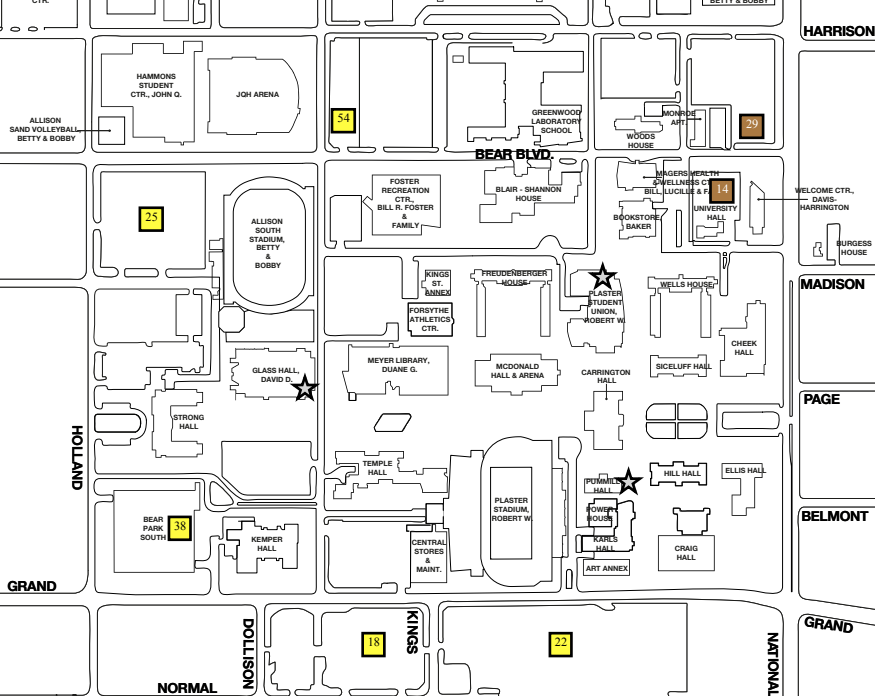 CTR.
BETTY & BOBBY
HARRISON
HAMMONS
STUDENT
CTR., JOHN Q.
JQH ARENA
54
ALLISON
SAND VOLLEYBALL,
BETTY & BOBBY
GREENWOOD
LABORATORY
SCHOOL
MONROE
APT.
WOODS
HOUSE
29
BEAR BLVD.
FOSTER
RECREATION
CTR.,
BILL R. FOSTER
&
FAMILY
BLAIR - SHANNON
HOUSE
MAGERS HEALTH
& WELLNESS CT
BILL, LUCILLE & FA
14
UNIVERSITY
HALL
WELCOME CTR.,
DAVIS-
HARRINGTON
25
ALLISON
SOUTH
STADIUM,
BETTY
&
BOBBY
BOOKSTORE,
BAKER
BURGESS
HOUSE
KINGS
ST.
ANNEX
FREUDENBERGER
HOUSE
PLASTER
STUDENT
UNION,
ROBERT W.
WELLS HOUSE
MADISON
FORSYTHE
ATHLETICS
CTR.
CHEEK
HALL
GLASS HALL,
DAVID D.
MEYER LIBRARY,
DUANE G.
MCDONALD
HALL & ARENA
CARRINGTON
HALL
SICELUFF HALL
PAGE
STRONG
HALL
HOLLAND
TEMPLE
HALL
PUMMILL
HALL
HILL HALL
ELLIS HALL
BEAR
PARK
SOUTH
38
KEMPER
HALL
PLASTER
STADIUM,
ROBERT W.
POWER
HOUSE
BELMONT
CENTRAL
STORES
&
MAINT.
KARLS
HALL
CRAIG
HALL
ART ANNEX
GRAND
GRAND
DOLLISON
18
KINGS
22
NATIONAL
NORMAL